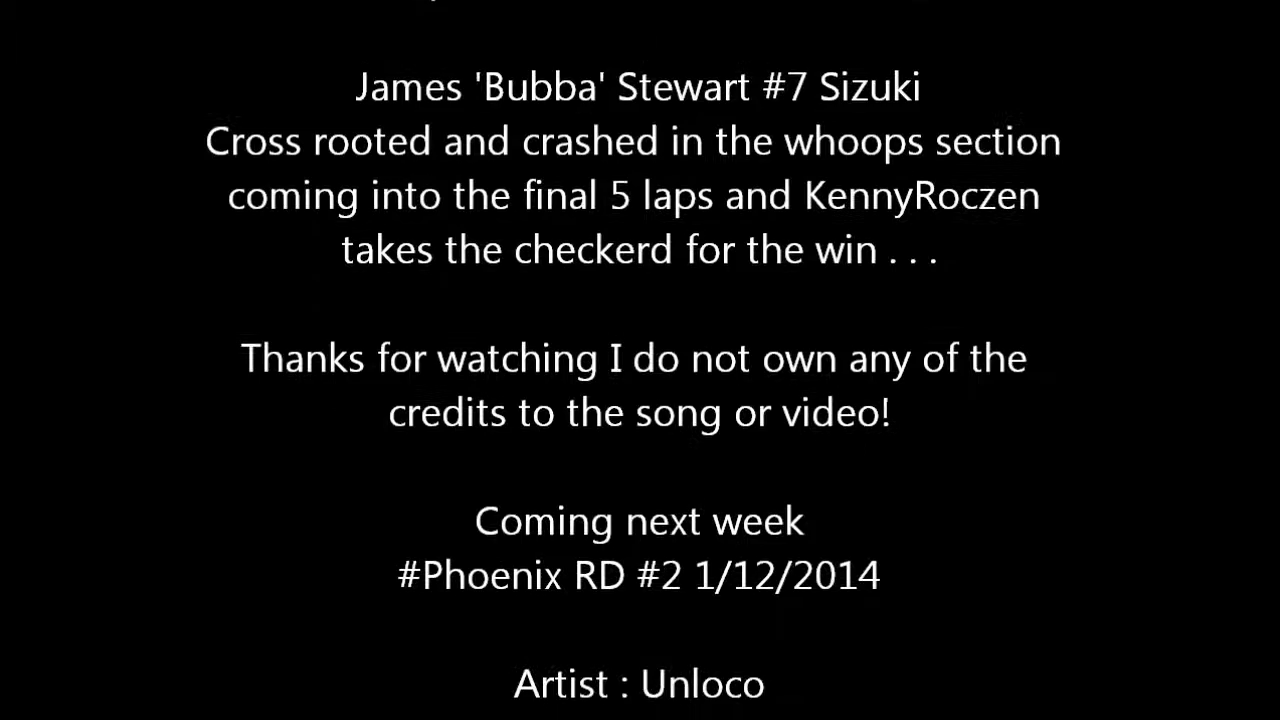 James 'Bubba' Stewart #7 Sizuki
Cross rooted and crashed in the whoops section
coming into the final 5 laps and KennyRoczen
takes the checkerd for the win . . .
Thanks for watching I do not own any of the
credits to the song or video!
Coming next week
#Phoenix RD #2 1/12/2014
Artist : Unloco